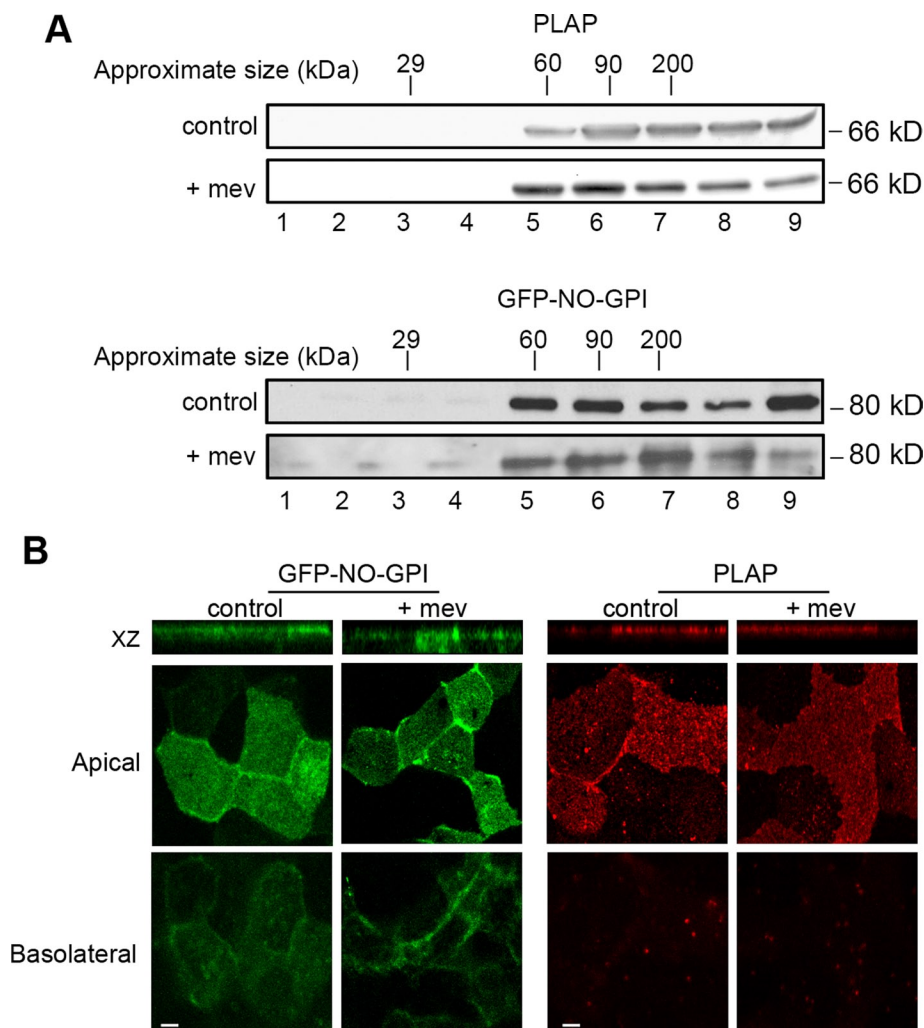 A
PLAP
Approximate size (kDa) 29 60 90 200
control 66 kD
+ mev 66 kD
1 2 3 4 5 6 7 8 9
GFP-NO-GPI
Approximate size (kDa) 29 60 90 200
control 80 kD
+ mev 80 kD
1 2 3 4 5 6 7 8 9
B
GFP-NO-GPI PLAP
control + mev control + mev
XZ
Apical
Basolateral